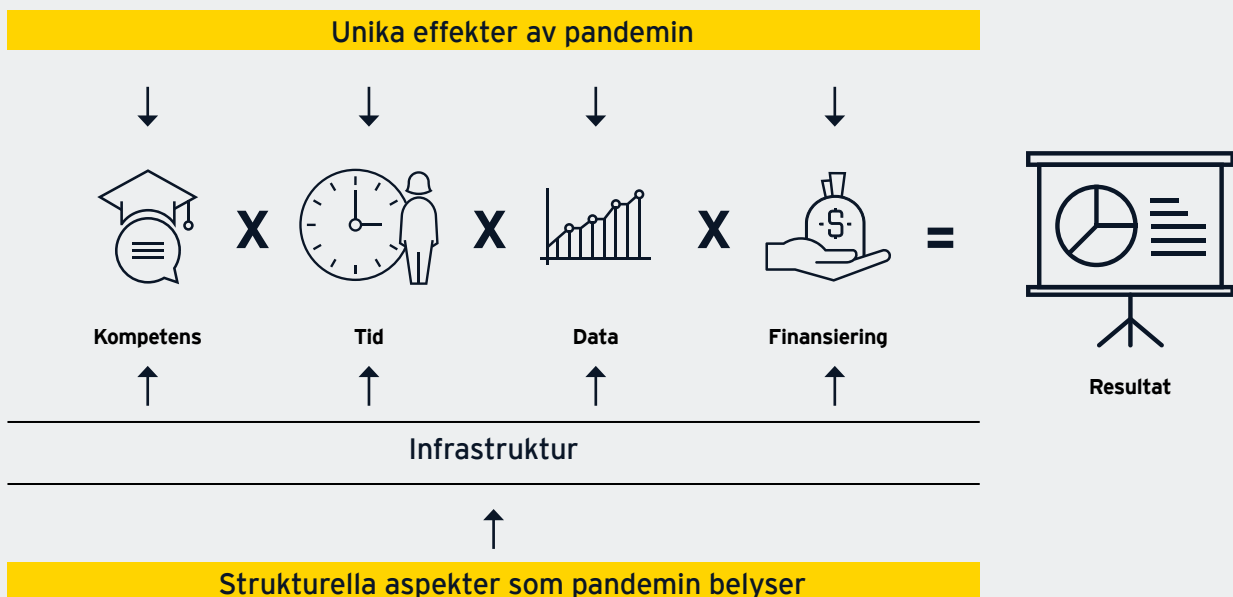 Unika effekter av pandemin
X X X $ =
Kompetens Tid Data Finansiering
Resultat
Infrastruktur
Strukturella aspekter som pandemin belyser